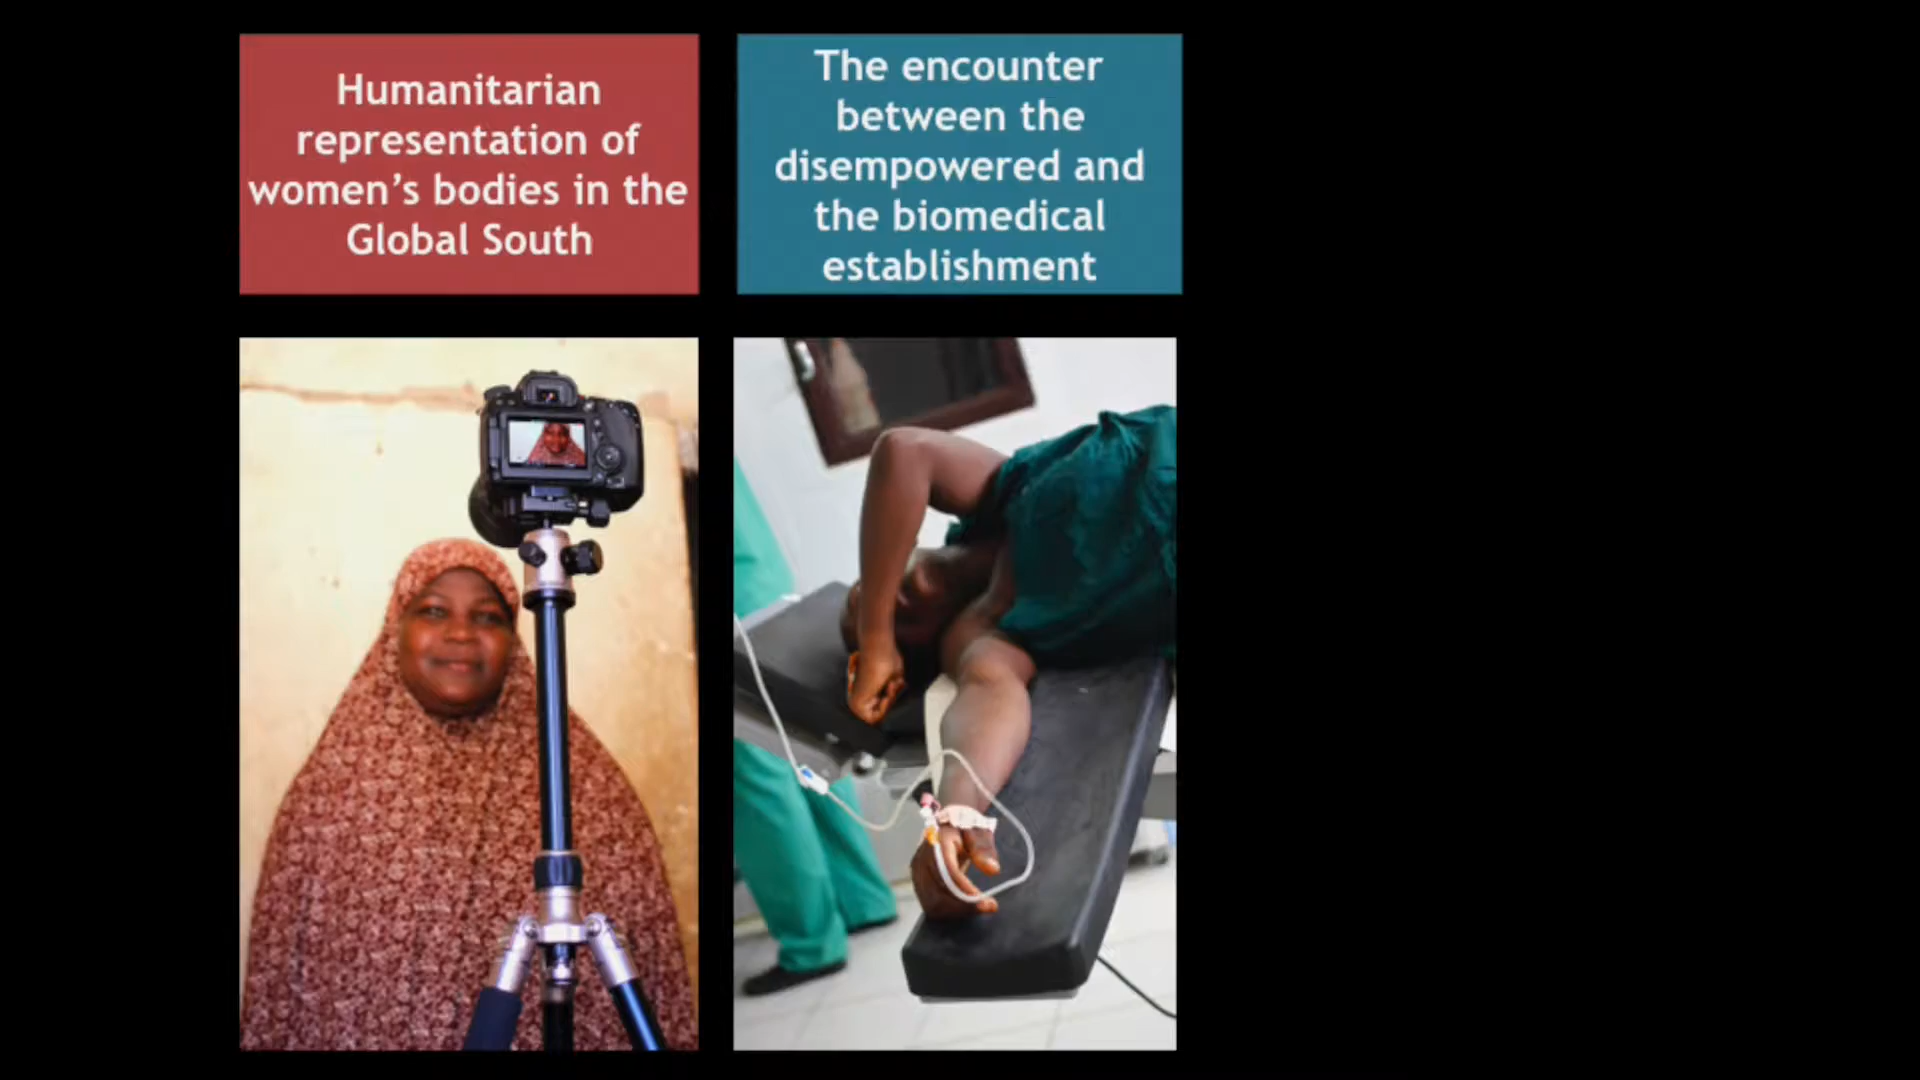 Humanitarian
representation of
women’s bodies in the
Global South
The encounter
between the
disempowered and
the biomedical
establishment